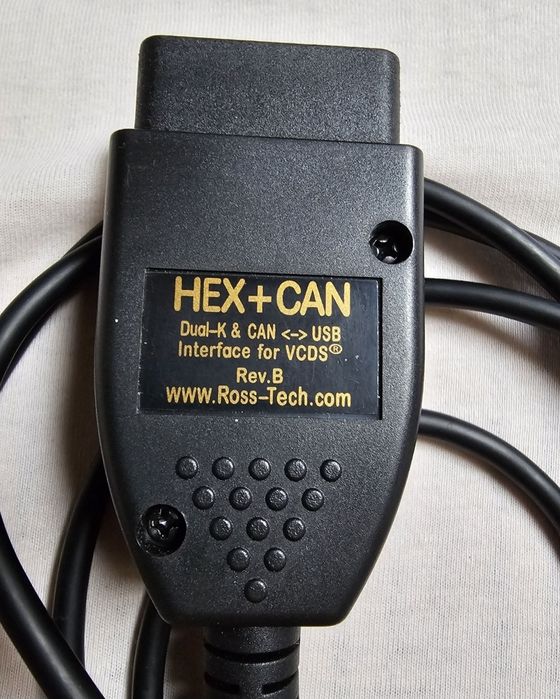 HEX+CAN
Dual-K & CAN <-> USB
Interface for VCDS®
Rev.B
www.Ross-Tech.com